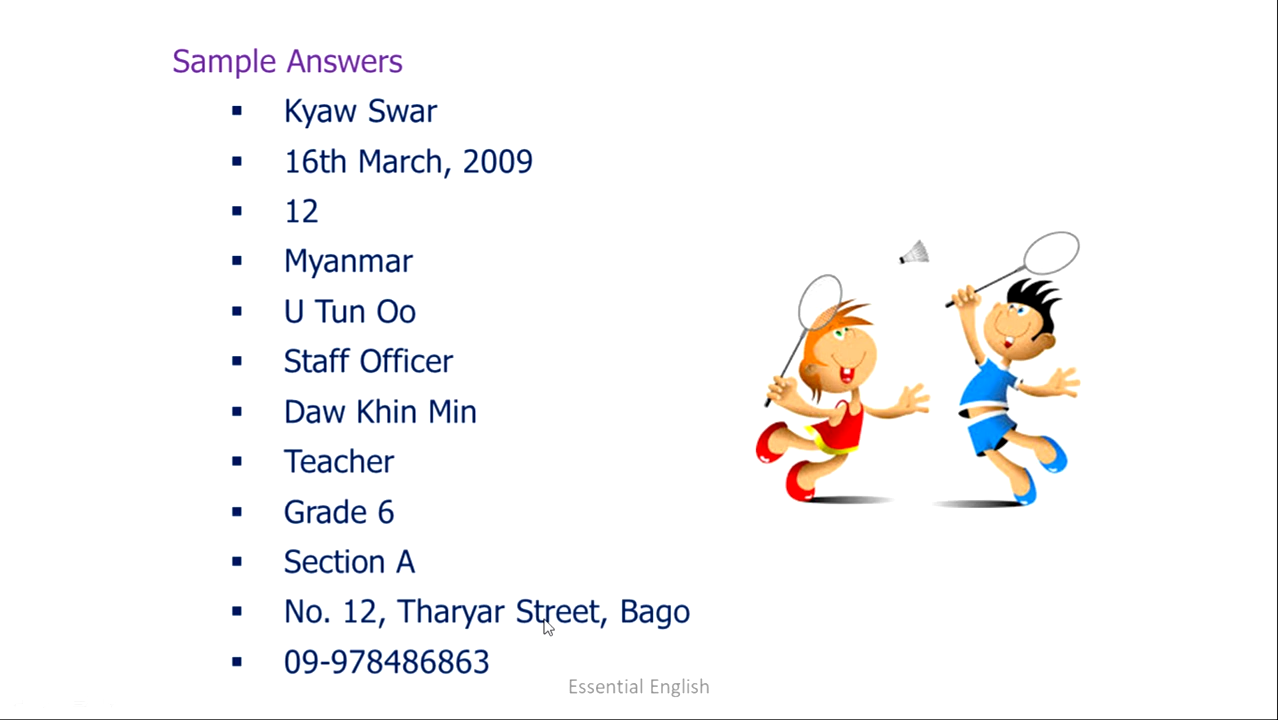 Sample Answers
▪ Kyaw Swar
▪ 16th March, 2009
▪ 12
▪ Myanmar
▪ U Tun Oo
▪ Staff Officer
▪ Daw Khin Min
▪ Teacher
▪ Grade 6
▪ Section A
▪ No. 12, Tharyar Street, Bago
▪ 09-978486863
Essential English